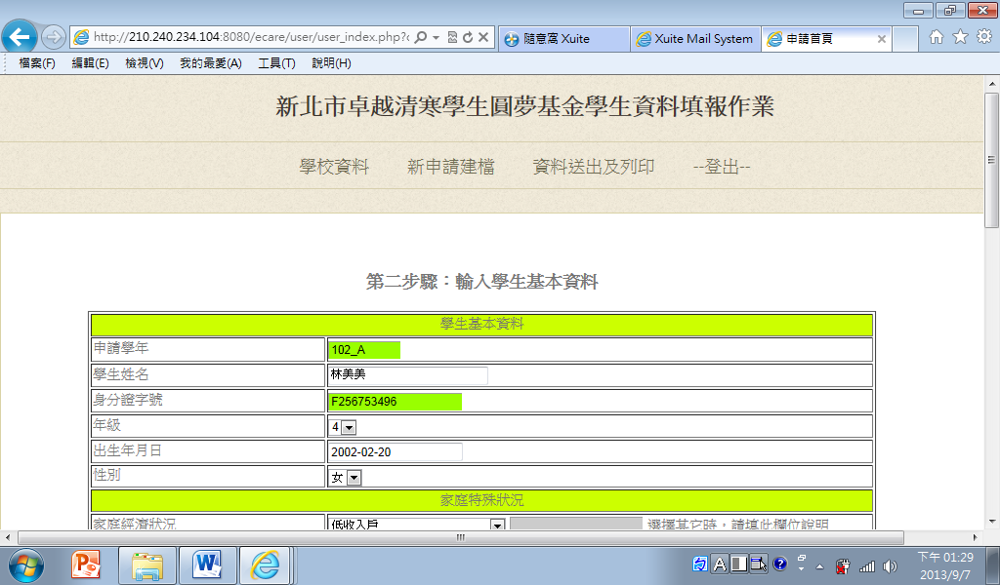 http://210.240.234.104:8080/ecare/user/user_index.php?c
隨意窩 Xuite
Xuite Mail System
申請首頁
檔案(F) 編輯(E) 檢視(V) 我的最愛(A) 工具(T) 說明(H)
新北市卓越清寒學生圓夢基金學生資料填報作業
學校資料 新申請建檔 資料送出及列印 --登出--
第二步驟：輸入學生基本資料
學生基本資料
申請學年 102_A
學生姓名 林美美
身分證字號 F256753496
年級 4
出生年月日 2002-02-20
性別 女
家庭特殊狀況
家庭經濟狀況 低收入戶 選擇其它時，請填此欄位說明
下午 01:29
2013/9/7